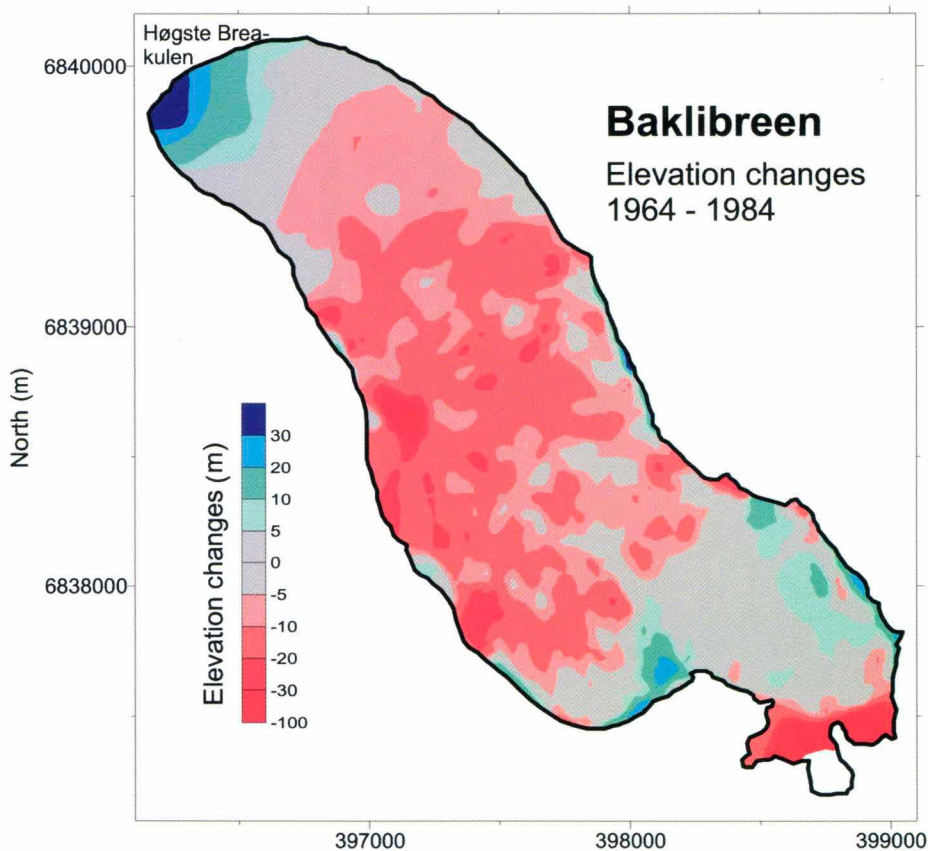 Høgste Brea-
kulen
6840000
Baklibreen
Elevation changes
1964 - 1984
6839000
North (m)
Elevation changes (m)
30
20
10
5
0
-5
-10
-20
-30
-100
6838000
397000
398000
399000